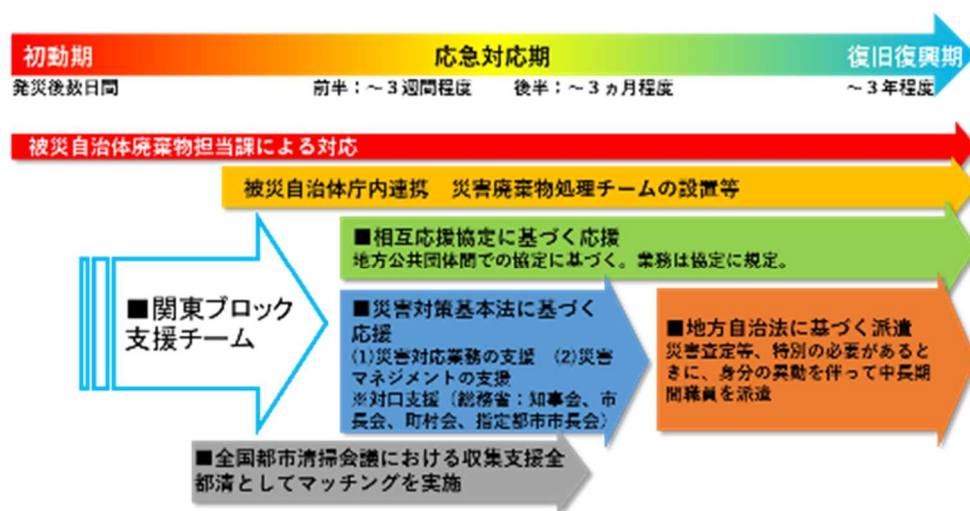 初動期
応急対応期
復旧復興期
発災後数日間
前半：～３週間程度
後半：～３ヵ月程度
～３年程度
被災自治体廃棄物担当課による対応
被災自治体庁内連携　災害廃棄物処理チームの設置等
■関東ブロック
支援チーム
■相互応援協定に基づく応援
地方公共団体間での協定に基づく。業務は協定に規定。
■災害対策基本法に基づく
応援
(1)災害対応業務の支援　(2)災害
マネジメントの支援
※対口支援（総務省：知事会、市
長会、町村会、指定都市市長会）
■地方自治法に基づく派遣
災害査定等、特別の必要があると
きに、身分の異動を伴って中長期
間職員を派遣
■全国都市清掃会議における収集支援全
都清としてマッチングを実施